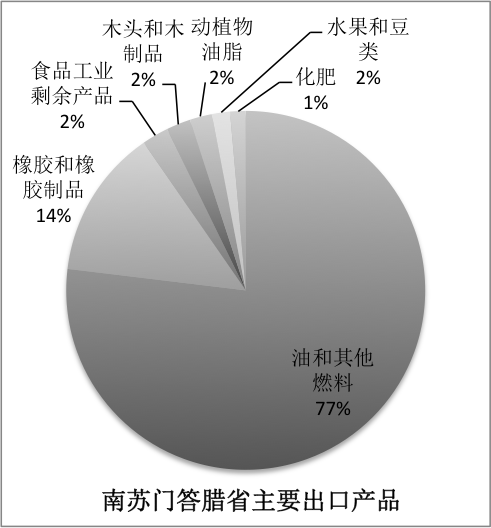 木头和木
制品
2%
动植物
油脂
2%
水果和豆
类
2%
食品工业
剩余产品
2%
化肥
1%
橡胶和橡
胶制品
14%
油和其他
燃料
77%
南苏门答腊省主要出口产品